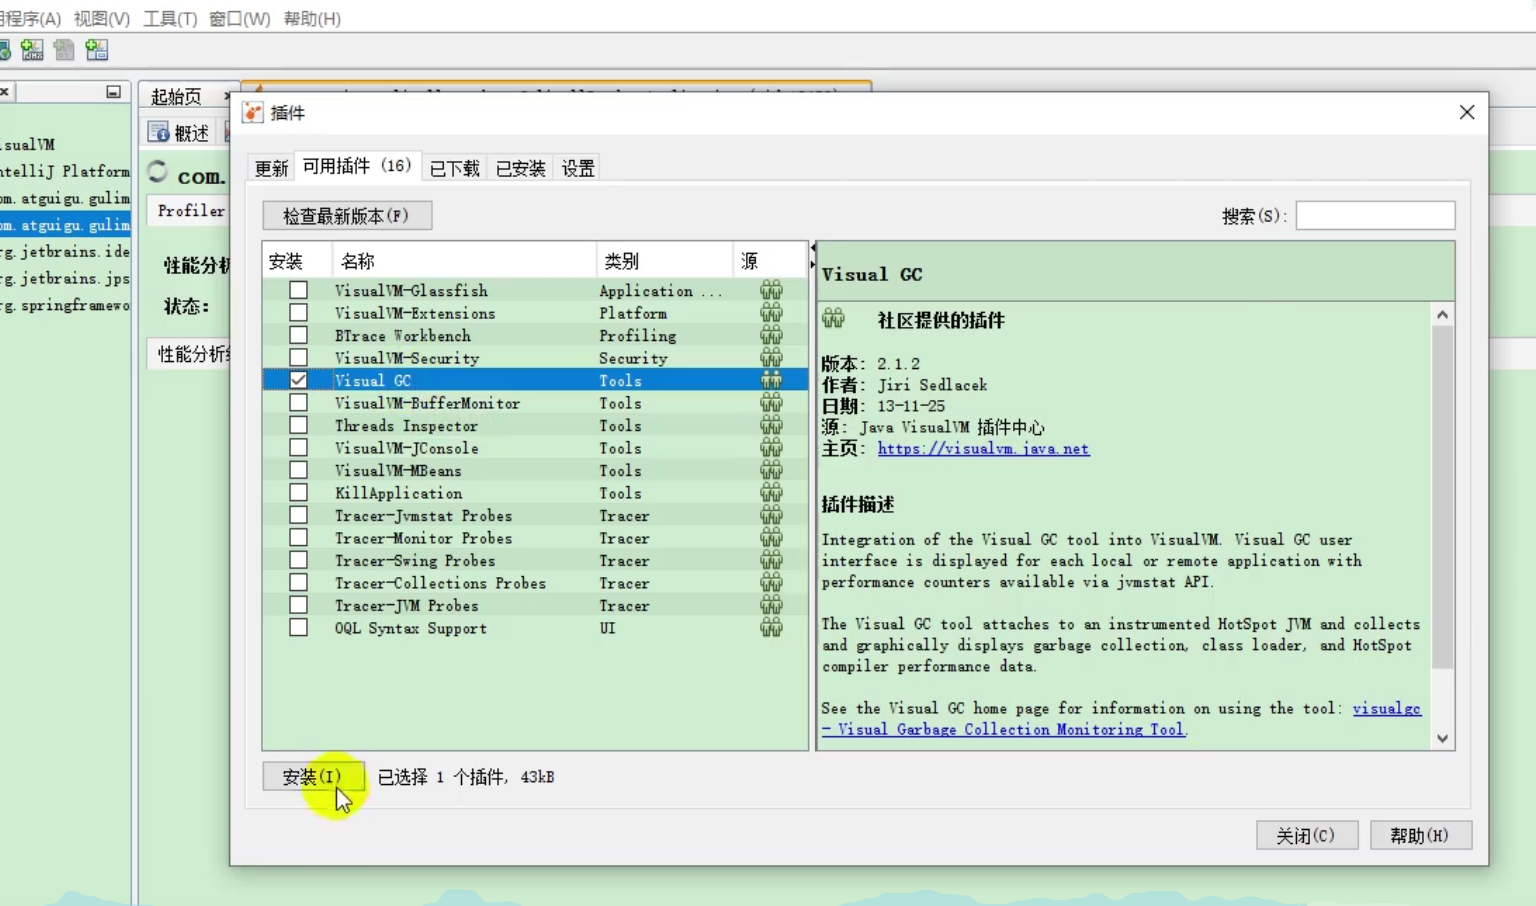 用程序(A) 视图(V) 工具(T) 窗口(W) 帮助(H)
isualVM
ntelliJ Platform
om.atguigu.gulim
om.atguigu.gulim
rg.jetbrains.ide
rg.jetbrains.jps
rg.springframewo
起始页
概述
com.
Profiler
性能分析
状态:
性能分析结
插件
更新 可用插件 (16) 已下载 已安装 设置
检查最新版本(F) 搜索(S):
安装 名称 类别 源
VisualVM-Glassfish Application ...
VisualVM-Extensions Platform
BTrace Workbench Profiling
VisualVM-Security Security
Visual GC Tools
VisualVM-BufferMonitor Tools
Threads Inspector Tools
VisualVM-JConsole Tools
VisualVM-MBeans Tools
KillApplication Tools
Tracer-Jvmstat Probes Tracer
Tracer-Monitor Probes Tracer
Tracer-Swing Probes Tracer
Tracer-Collections Probes Tracer
Tracer-JVM Probes Tracer
OQL Syntax Support UI
Visual GC
社区提供的插件
版本: 2.1.2
作者: Jiri Sedlacek
日期: 13-11-25
源: Java VisualVM 插件中心
主页: https://visualvm.java.net
插件描述
Integration of the Visual GC tool into VisualVM. Visual GC user
interface is displayed for each local or remote application with
performance counters available via jvmstat API.
The Visual GC tool attaches to an instrumented HotSpot JVM and collects
and graphically displays garbage collection, class loader, and HotSpot
compiler performance data.
See the Visual GC home page for information on using the tool: visualgc
- Visual Garbage Collection Monitoring Tool.
安装(I) 已选择 1 个插件, 43kB
关闭(C) 帮助(H)